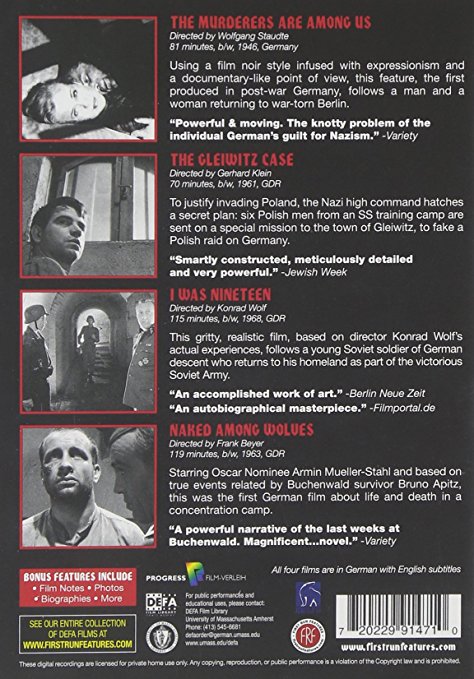 THE MURDERERS ARE AMONG US
Directed by Wolfgang Staudte
81 minutes, b/w, 1946, Germany
Using a film noir style infused with expressionism and
a documentary-like point of view, this feature, the first
produced in post-war Germany, follows a man and a
woman returning to war-torn Berlin.
“Powerful & moving. The knotty problem of the
individual German’s guilt for Nazism.” -Variety
THE GLEIWITZ CASE
Directed by Gerhard Klein
70 minutes, b/w, 1961, GDR
To justify invading Poland, the Nazi high command hatches
a secret plan: six Polish men from an SS training camp are
sent on a special mission to the town of Gleiwitz, to fake a
Polish raid on Germany.
“Smartly constructed, meticulously detailed
and very powerful.” -Jewish Week
I WAS NINETEEN
Directed by Konrad Wolf
115 minutes, b/w, 1968, GDR
This gritty, realistic film, based on director Konrad Wolf’s
actual experiences, follows a young Soviet soldier of German
descent who returns to his homeland as part of the victorious
Soviet Army.
“An accomplished work of art.” -Berlin Neue Zeit
“An autobiographical masterpiece.” -Filmportal.de
NAKED AMONG WOLVES
Directed by Frank Beyer
119 minutes, b/w, 1963, GDR
Starring Oscar Nominee Armin Mueller-Stahl and based on
true events related by Buchenwald survivor Bruno Apitz,
this was the first German film about life and death in a
concentration camp.
“A powerful narrative of the last weeks at
Buchenwald. Magnificent...novel.” -Variety
All four films are in German with English subtitles
BONUS FEATURES INCLUDE
• Film Notes • Photos
• Biographies • More
SEE OUR ENTIRE COLLECTION
OF DEFA FILMS AT
WWW.FIRSTRUNFEATURES.COM
PROGRESS FILM-VERLEIH
DEFA
FILM LIBRARY
For public performance and
educational uses, please contact:
DEFA Film Library
University of Massachusetts Amherst
Phone: (413) 545-6681
defaorder@german.umass.edu
www.umass.edu/defa
FRF
7 20229 91471 0
www.firstrunfeatures.com
These digital recordings are licensed for private home use only. Any copying, reproduction, or public performance is a violation of the Copyright law and is prohibited.